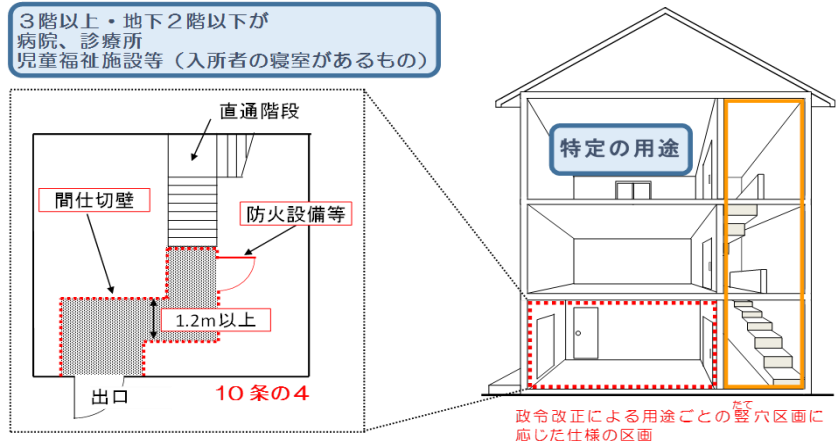 3階以上・地下2階以下が
病院、診療所
児童福祉施設等（入所者の寝室があるもの）
直通階段
間仕切壁
防火設備等
1.2m以上
出口
10条の4
特定の用途
たて
政令改正による用途ごとの竪穴区画に
応じた仕様の区画